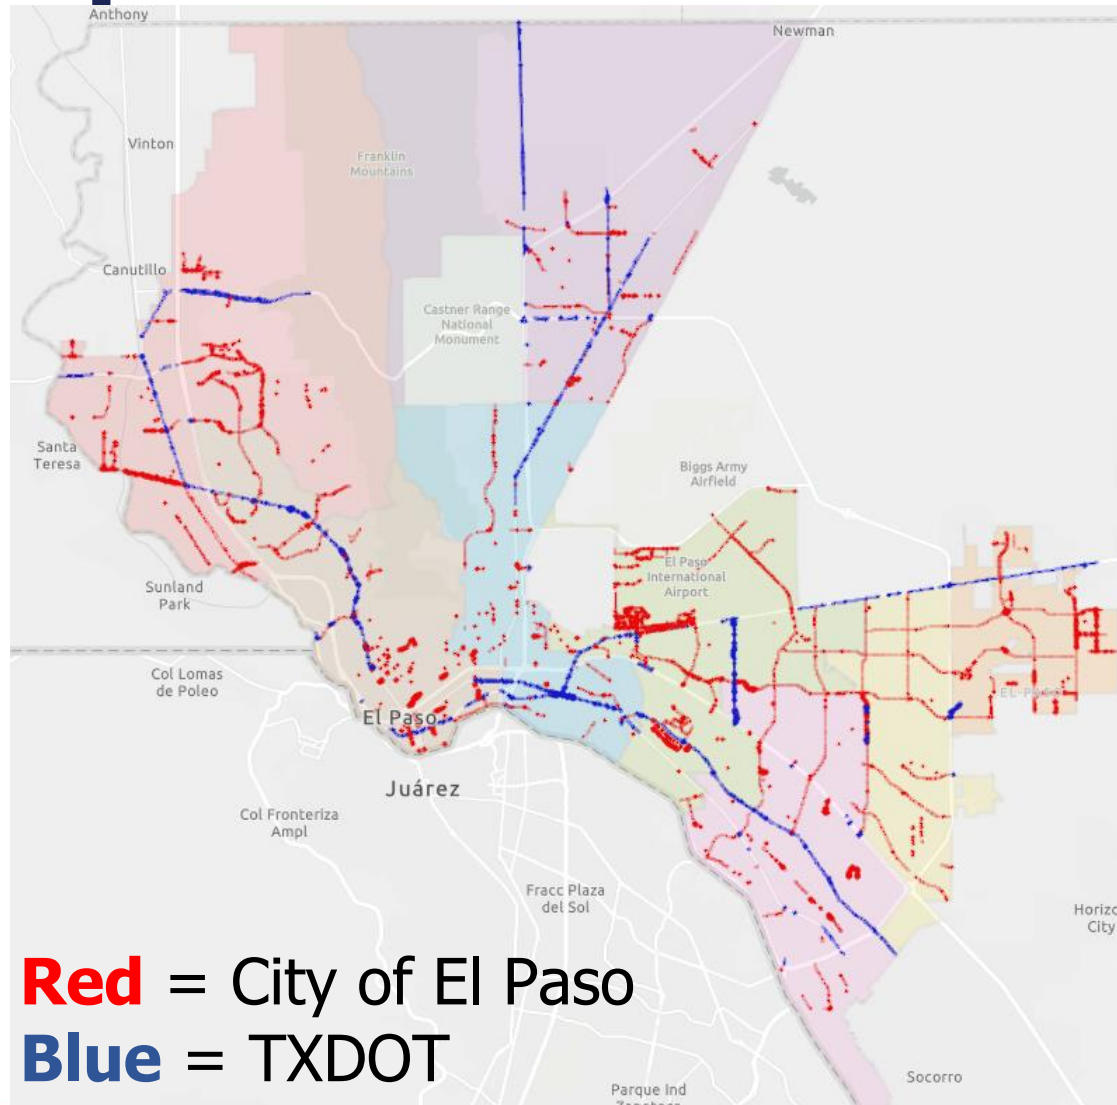 Anthony
Newman
Vinton
Franklin
Mountains
Canutillo
Castner Range
National
Monument
Santa
Teresa
Biggs Army
Airfield
El Paso
International
Airport
Sunland
Park
Col Lomas
de Poleo
EL PASO
El Paso
Juárez
Col Fronteriza
Ampl
Fracc Plaza
del Sol
Horizo
City
Red = City of El Paso
Blue = TXDOT
Socorro
Parque Ind